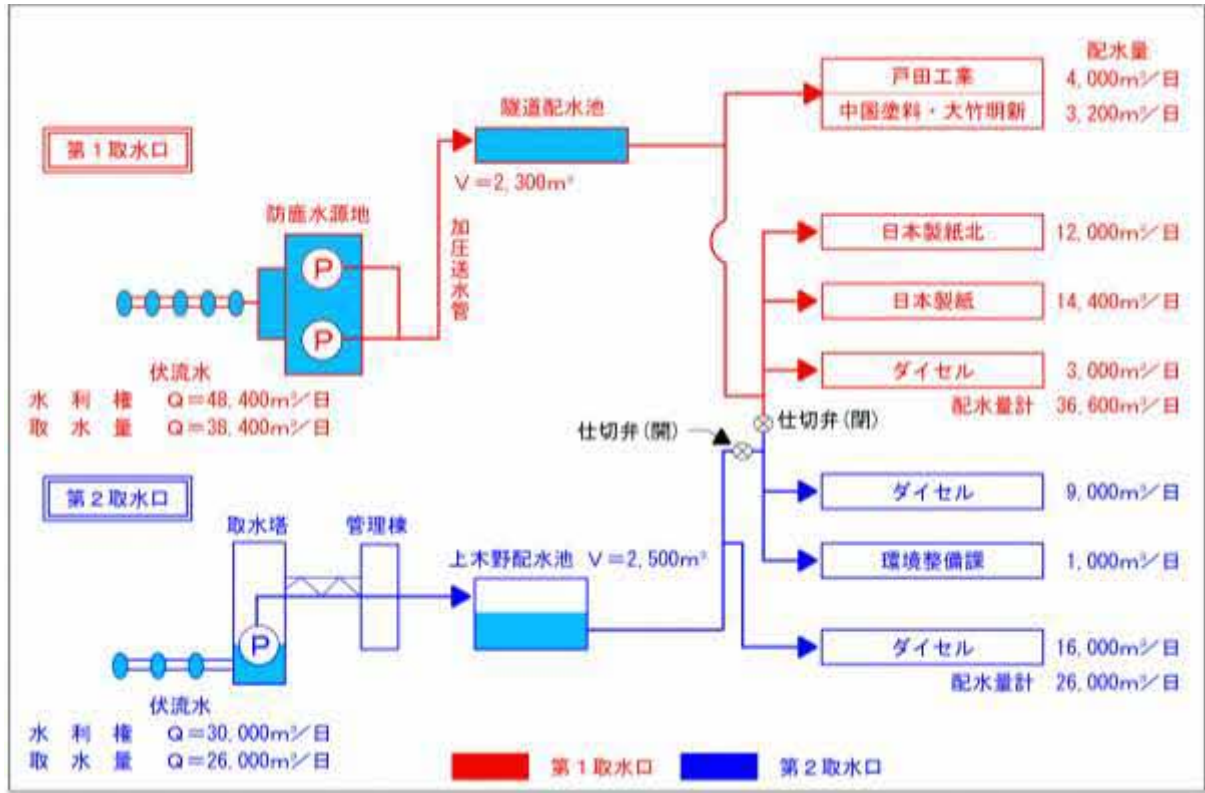 配水量
戸田工業 4,000m³/日
中国塗料・大竹明新 3,200m³/日
隧道配水池
V=2,300m³
第1取水口
防鹿水源地
P
P
加圧送水管
日本製紙北 12,000m³/日
日本製紙 14,400m³/日
ダイセル 3,000m³/日
配水量計 36,600m³/日
伏流水
水利権 Q=48,400m³/日
取水量 Q=38,400m³/日
仕切弁(開)
仕切弁(閉)
第2取水口
取水塔
管理棟
上木野配水池 V=2,500m³
P
ダイセル 9,000m³/日
環境整備課 1,000m³/日
ダイセル 16,000m³/日
配水量計 26,000m³/日
伏流水
水利権 Q=30,000m³/日
取水量 Q=26,000m³/日
第1取水口 第2取水口